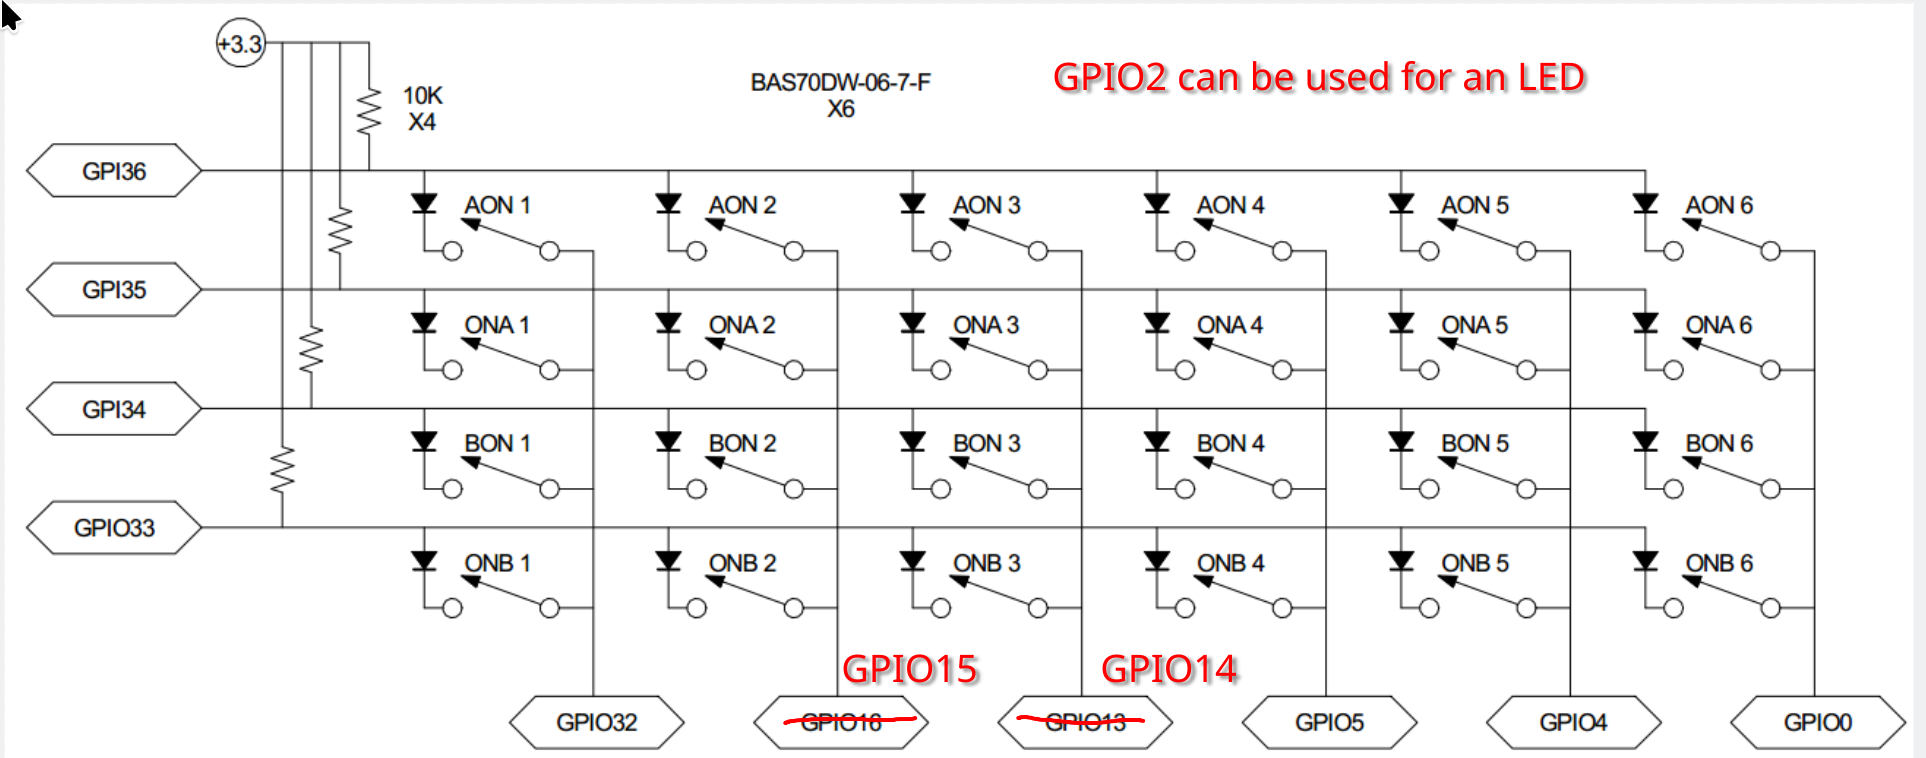 +3.3
10K
X4
BAS70DW-06-7-F
X6
GPIO2 can be used for an LED
GPI36
AON 1 AON 2 AON 3 AON 4 AON 5 AON 6
GPI35
ONA 1 ONA 2 ONA 3 ONA 4 ONA 5 ONA 6
GPI34
BON 1 BON 2 BON 3 BON 4 BON 5 BON 6
GPIO33
ONB 1 ONB 2 ONB 3 ONB 4 ONB 5 ONB 6
GPIO15 GPIO14
GPIO32 GPIO16 GPIO13 GPIO5 GPIO4 GPIO0